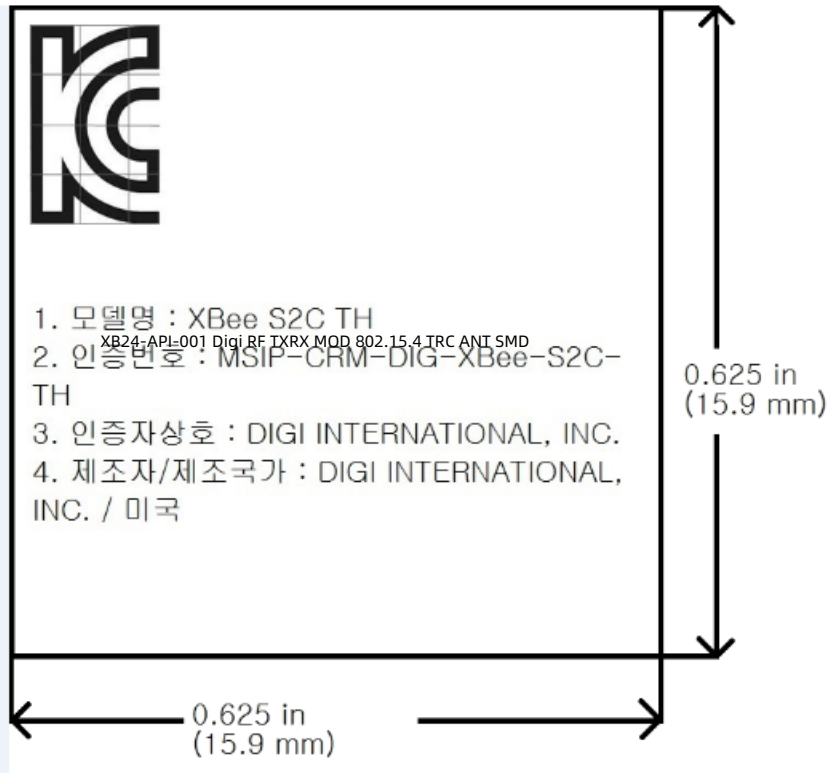 1. 모델명 : XBee S2C TH
XB24-API-001 Digi RF TXRX MOD 802.15.4 TRC ANT SMD
2. 인증번호 : MSIP-CRM-DIG-XBee-S2C-
TH
3. 인증자상호 : DIGI INTERNATIONAL, INC.
4. 제조자/제조국가 : DIGI INTERNATIONAL,
INC. / 미국
0.625 in
(15.9 mm)
0.625 in
(15.9 mm)